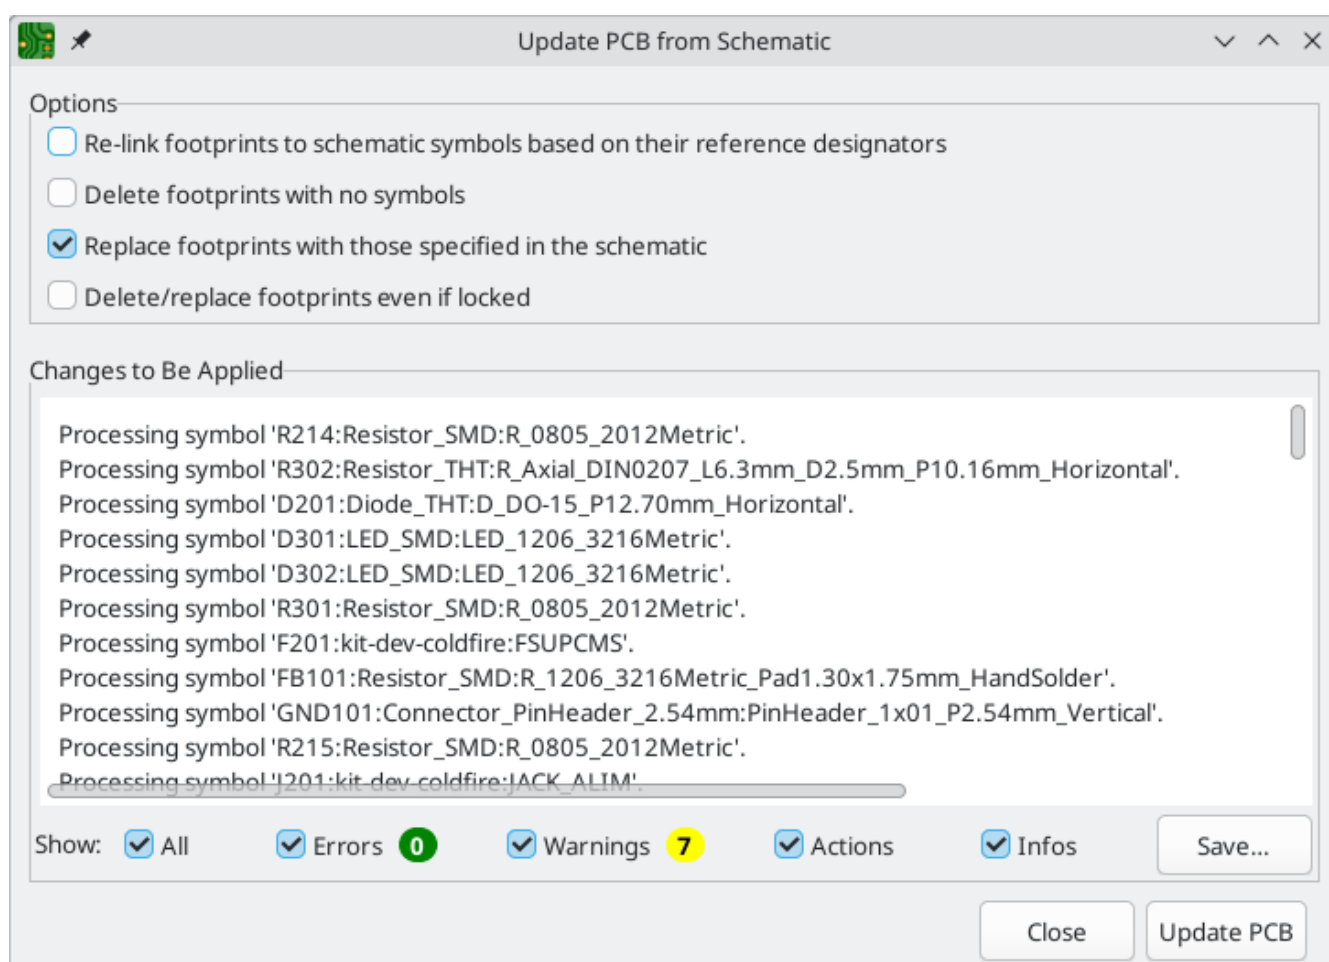 Update PCB from Schematic
Options
Re-link footprints to schematic symbols based on their reference designators
Delete footprints with no symbols
Replace footprints with those specified in the schematic
Delete/replace footprints even if locked
Changes to Be Applied
Processing symbol 'R214:Resistor_SMD:R_0805_2012Metric'.
Processing symbol 'R302:Resistor_THT:R_Axial_DIN0207_L6.3mm_D2.5mm_P10.16mm_Horizontal'.
Processing symbol 'D201:Diode_THT:D_DO-15_P12.70mm_Horizontal'.
Processing symbol 'D301:LED_SMD:LED_1206_3216Metric'.
Processing symbol 'D302:LED_SMD:LED_1206_3216Metric'.
Processing symbol 'R301:Resistor_SMD:R_0805_2012Metric'.
Processing symbol 'F201:kit-dev-coldfire:FSUPCMS'.
Processing symbol 'FB101:Resistor_SMD:R_1206_3216Metric_Pad1.30x1.75mm_HandSolder'.
Processing symbol 'GND101:Connector_PinHeader_2.54mm:PinHeader_1x01_P2.54mm_Vertical'.
Processing symbol 'R215:Resistor_SMD:R_0805_2012Metric'.
Processing symbol 'J201:kit-dev-coldfire:JACK_ALIM'.
Show: All Errors 0 Warnings 7 Actions Infos Save...
Close Update PCB